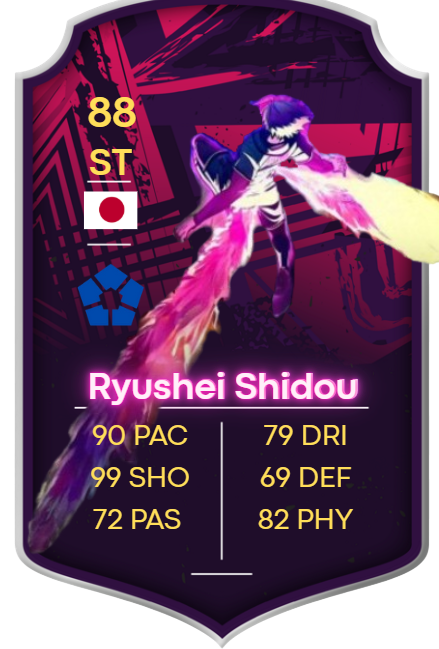 88
ST
Ryushei Shidou
90 PAC
79 DRI
99 SHO
69 DEF
72 PAS
82 PHY